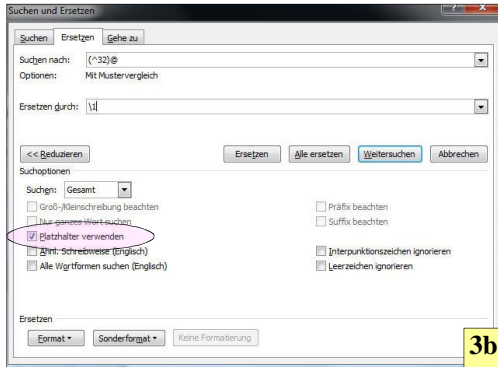 Suchen und Ersetzen
Suchen Ersetzen Gehe zu
Suchen nach: (^32)@
Optionen: Mit Mustervergleich
Ersetzen durch: \1
<< Reduzieren Ersetzen Alle ersetzen Weitersuchen Abbrechen
Suchoptionen
Suchen: Gesamt
Groß-/Kleinschreibung beachten Präfix beachten
Nur ganzes Wort suchen Suffix beachten
Platzhalter verwenden
Ähnl. Schreibweise (Englisch) Interpunktionszeichen ignorieren
Alle Wortformen suchen (Englisch) Leerzeichen ignorieren
Ersetzen
Format Sonderformat Keine Formatierung
3b